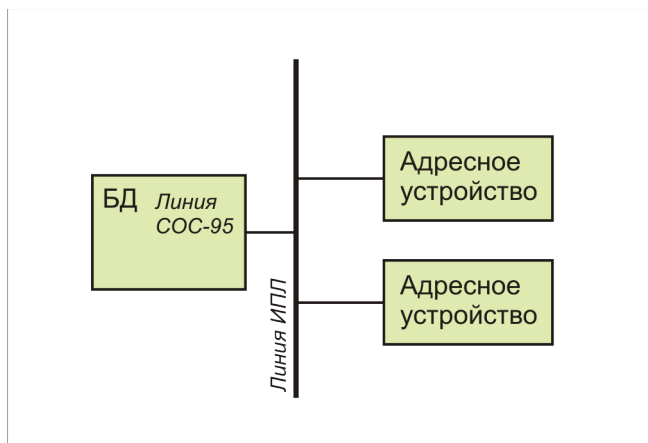 БД
Линия
СОС-95
Линия ИПЛ
Адресное
устройство
Адресное
устройство